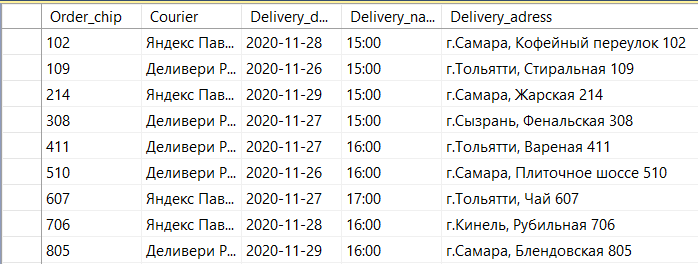 Order_chip Courier Delivery_d... Delivery_na... Delivery_adress
102 Яндекс Пав... 2020-11-28 15:00 г.Самара, Кофейный переулок 102
109 Деливери Р... 2020-11-26 15:00 г.Тольятти, Стиральная 109
214 Яндекс Пав... 2020-11-29 15:00 г.Самара, Жарская 214
308 Деливери Р... 2020-11-27 15:00 г.Сызрань, Фенальская 308
411 Деливери Р... 2020-11-27 16:00 г.Тольятти, Вареная 411
510 Деливери Р... 2020-11-26 16:00 г.Самара, Плиточное шоссе 510
607 Яндекс Пав... 2020-11-27 17:00 г.Тольятти, Чай 607
706 Яндекс Пав... 2020-11-28 16:00 г.Кинель, Рубильная 706
805 Деливери Р... 2020-11-29 16:00 г.Самара, Блендовская 805